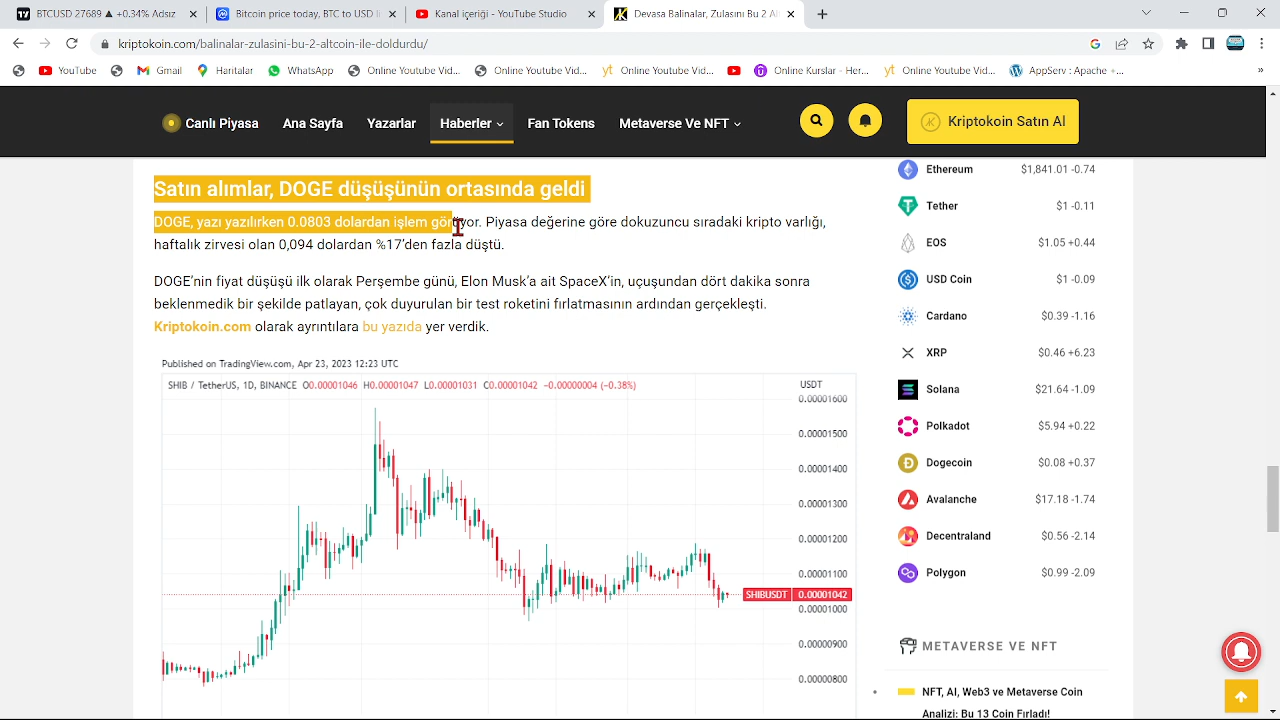 BTCUSD 27689 ▲ +0.34% Adsız
Bitcoin price today, BTC to USD li
Kanal İçeriği - YouTube Studio
Devasa Balinalar, Zulasını Bu 2 Al
kriptokoin.com/balinalar-zulasini-bu-2-altcoin-ile-doldurdu/
YouTube
Gmail
Haritalar
WhatsApp
Online Youtube Vid...
Online Youtube Vid...
Online Youtube Vid...
Online Kurslar - Her...
Online Youtube Vid...
AppServ : Apache +...
»
Canlı Piyasa
Ana Sayfa
Yazarlar
Haberler
Fan Tokens
Metaverse Ve NFT
Kriptokoin Satın Al
Satın alımlar, DOGE düşüşünün ortasında geldi
DOGE, yazı yazılırken 0.0803 dolardan işlem görüyor. Piyasa değerine göre dokuzuncu sıradaki kripto varlığı,
haftalık zirvesi olan 0,094 dolardan %17’den fazla düştü.
DOGE’nin fiyat düşüşü ilk olarak Perşembe günü, Elon Musk’a ait SpaceX’in, uçuşundan dört dakika sonra
beklenmedik bir şekilde patlayan, çok duyurulan bir test roketini fırlatmasının ardından gerçekleşti.
Kriptokoin.com olarak ayrıntılara bu yazıda yer verdik.
Published on TradingView.com, Apr 23, 2023 12:23 UTC
SHIB / TetherUS, 1D, BINANCE O0.00001046 H0.00001047 L0.00001031 C0.00001042 −0.00000004 (−0.38%)
USDT
0.00001600
0.00001500
0.00001400
0.00001300
0.00001200
0.00001100
SHIBUSDT 0.00001042
0.00001000
0.00000900
0.00000800
Ethereum $1,841.01 -0.74
Tether $1 -0.11
EOS $1.05 +0.44
USD Coin $1 -0.09
Cardano $0.39 -1.16
XRP $0.46 +6.23
Solana $21.64 -1.09
Polkadot $5.94 +0.22
Dogecoin $0.08 +0.37
Avalanche $17.18 -1.74
Decentraland $0.56 -2.14
Polygon $0.99 -2.09
METAVERSE VE NFT
NFT, AI, Web3 ve Metaverse Coin
Analizi: Bu 13 Coin Fırladı!